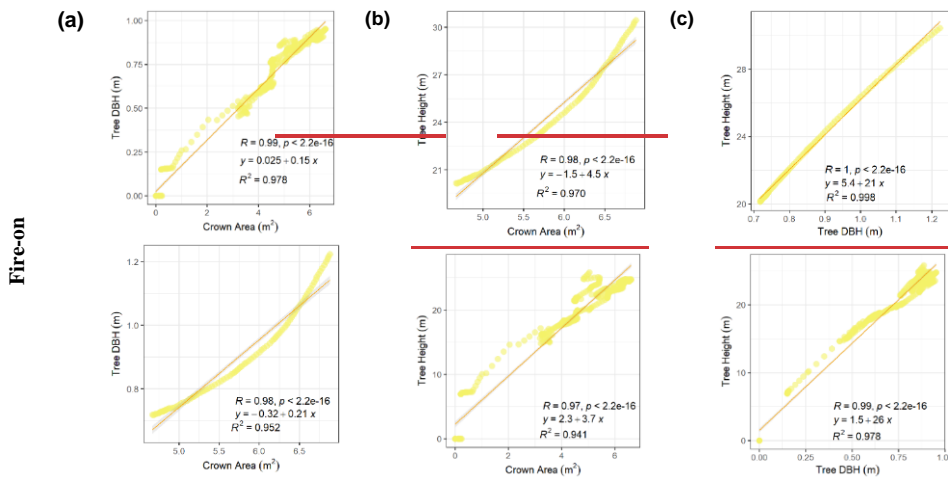 (a)
1.00
0.75
0.50
0.25
0.00
Tree DBH (m)
R = 0.99, p < 2.2e-16
y = 0.025 + 0.15 x
R² = 0.978
0 2 4 6
Crown Area (m²)
(b)
30
27
24
21
Tree Height (m)
R = 0.98, p < 2.2e-16
y = −1.5 + 4.5 x
R² = 0.970
5.0 5.5 6.0 6.5
Crown Area (m²)
(c)
28
24
20
Tree Height (m)
R = 1, p < 2.2e-16
y = 5.4 + 21 x
R² = 0.998
0.7 0.8 0.9 1.0 1.1 1.2
Tree DBH (m)
Fire-on
1.2
1.0
0.8
Tree DBH (m)
R = 0.98, p < 2.2e-16
y = −0.32 + 0.21 x
R² = 0.952
5.0 5.5 6.0 6.5
Crown Area (m²)
20
10
0
Tree Height (m)
R = 0.97, p < 2.2e-16
y = 2.3 + 3.7 x
R² = 0.941
0 2 4 6
Crown Area (m²)
20
10
0
Tree Height (m)
R = 0.99, p < 2.2e-16
y = 1.5 + 26 x
R² = 0.978
0.00 0.25 0.50 0.75
Tree DBH (m)